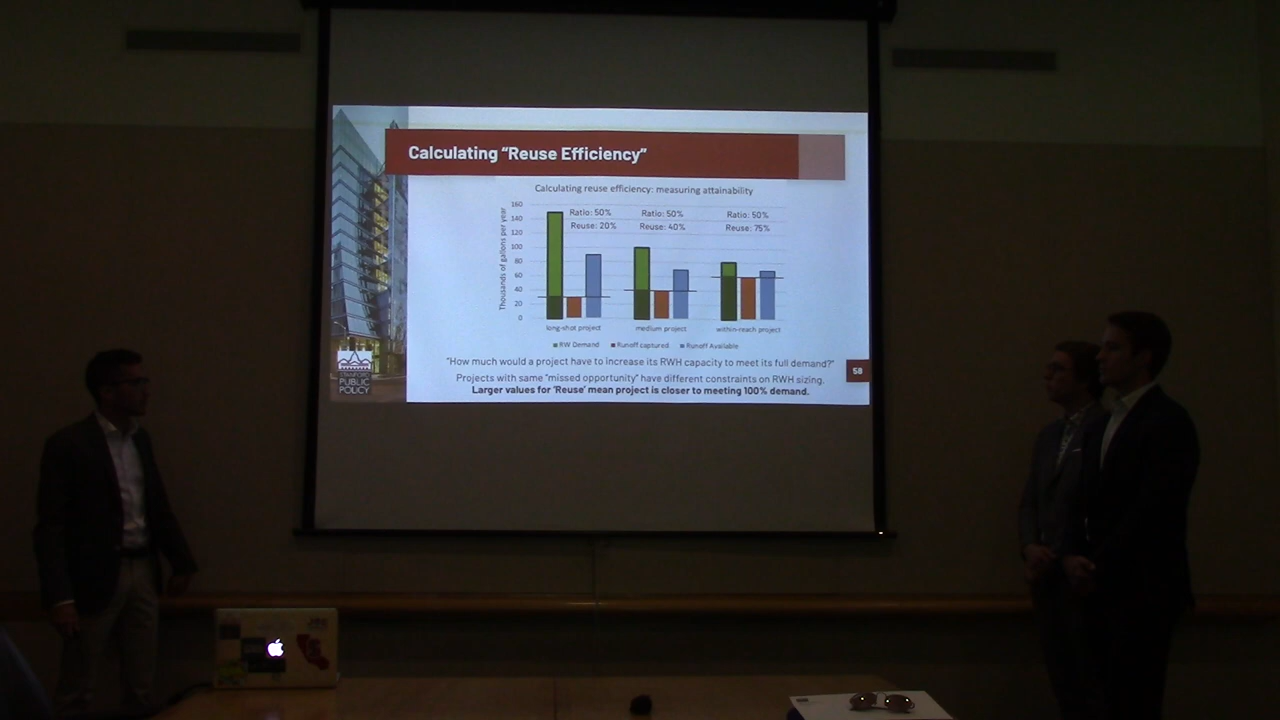 Calculating “Reuse Efficiency”
Calculating reuse efficiency: measuring attainability
Thousands of gallons per year
160
140
120
100
80
60
40
20
0
Ratio: 50%
Reuse: 20%
Ratio: 50%
Reuse: 40%
Ratio: 50%
Reuse: 75%
long-shot project
medium project
within-reach project
RW Demand
Runoff captured
Runoff Available
“How much would a project have to increase its RWH capacity to meet its full demand?”
Projects with same “missed opportunity” have different constraints on RWH sizing.
Larger values for ‘Reuse’ mean project is closer to meeting 100% demand.
58
STANFORD
PUBLIC
POLICY